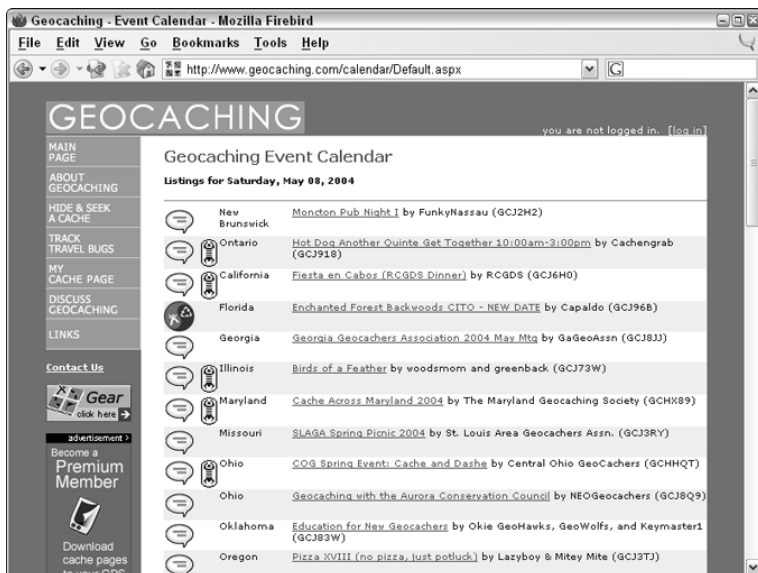 Geocaching - Event Calendar - Mozilla Firebird
File Edit View Go Bookmarks Tools Help
http://www.geocaching.com/calendar/Default.aspx
G
GEOCACHING
you are not logged in. [log in]
MAIN
PAGE
ABOUT
GEOCACHING
HIDE & SEEK
A CACHE
TRACK
TRAVEL BUGS
MY
CACHE PAGE
DISCUSS
GEOCACHING
LINKS
Contact Us
Gear
click here
advertisement
Become a
Premium
Member
Download
cache pages
to your GPS
Geocaching Event Calendar
Listings for Saturday, May 08, 2004
New
Brunswick
Moncton Pub Night I by FunkyNassau (GCJ2H2)
Ontario
Hot Dog Another Quinte Get Together 10:00am-3:00pm by Cachengrab
(GCJ918)
California
Fiesta en Cabos (RCGDS Dinner) by RCGDS (GCJ6H0)
Florida
Enchanted Forest Backwoods CITO - NEW DATE by Capaldo (GCJ96B)
Georgia
Georgia Geocachers Association 2004 May Mtg by GaGeoAssn (GCJ8JJ)
Illinois
Birds of a Feather by woodsmom and greenback (GCJ73W)
Maryland
Cache Across Maryland 2004 by The Maryland Geocaching Society (GCHX89)
Missouri
SLAGA Spring Picnic 2004 by St. Louis Area Geocachers Assn. (GCJ3RY)
Ohio
COG Spring Event: Cache and Dashe by Central Ohio GeoCachers (GCHHQT)
Ohio
Geocaching with the Aurora Conservation Council by NEOGeocachers (GCJ8Q9)
Oklahoma
Education for New Geocachers by Okie GeoHawks, GeoWolfs, and Keymaster1
(GCJ83W)
Oregon
Pizza XVIII (no pizza, just potluck) by Lazyboy & Mitey Mite (GCJ3TJ)